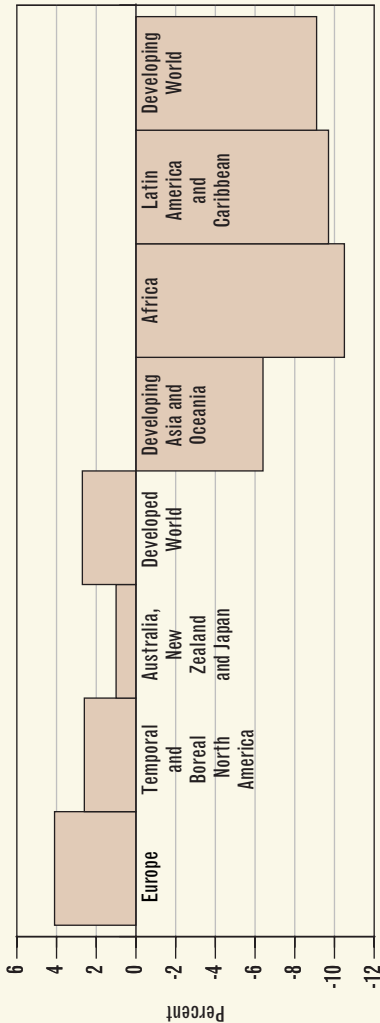 Percent
6
4
2
0
-2
-4
-6
-8
-10
-12
Europe
Temporal
and
Boreal
North
America
Australia,
New
Zealand
and Japan
Developed
World
Developing
Asia and
Oceania
Africa
Latin
America
and
Caribbean
Developing
World